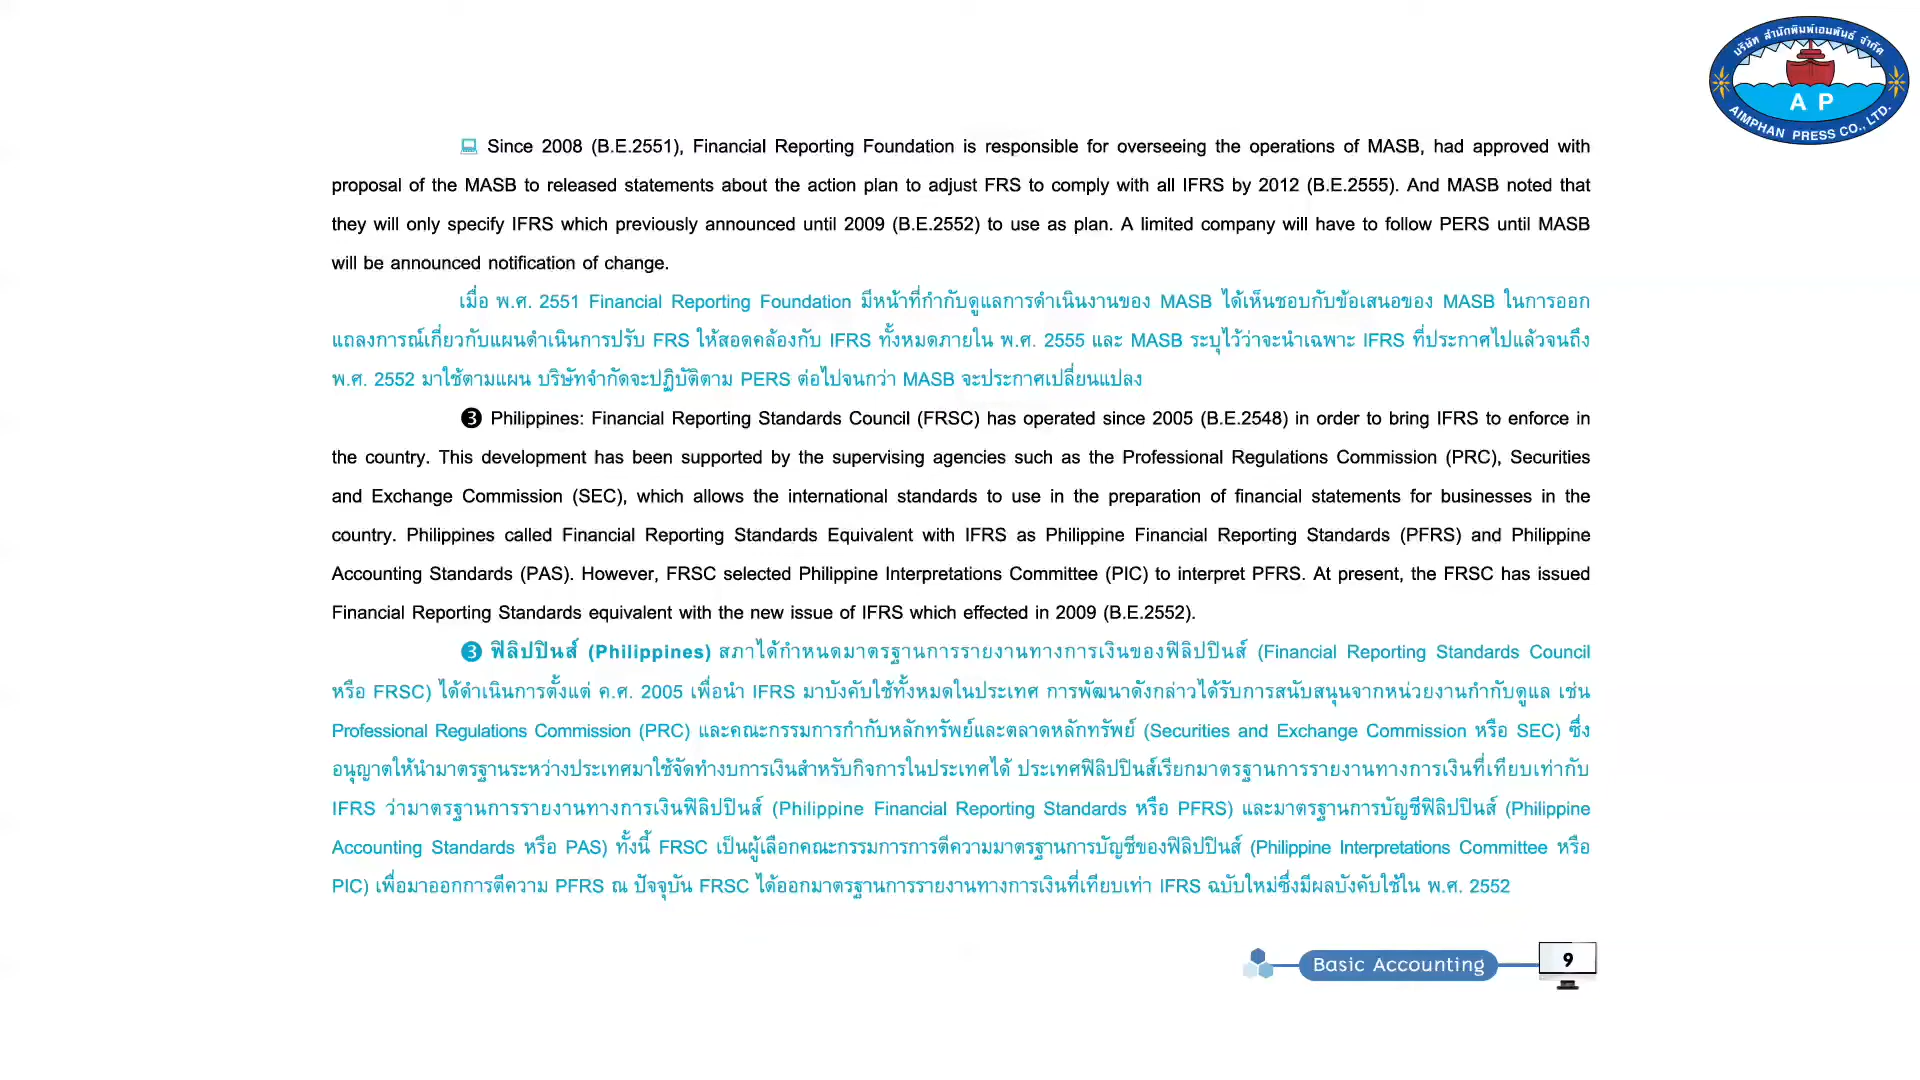 บริษัท สำนักพิมพ์เอมพันธ์ จำกัด
A P
AIMPHAN PRESS CO., LTD.
Since 2008 (B.E.2551), Financial Reporting Foundation is responsible for overseeing the operations of MASB, had approved with
proposal of the MASB to released statements about the action plan to adjust FRS to comply with all IFRS by 2012 (B.E.2555). And MASB noted that
they will only specify IFRS which previously announced until 2009 (B.E.2552) to use as plan. A limited company will have to follow PERS until MASB
will be announced notification of change.
เมื่อ พ.ศ. 2551 Financial Reporting Foundation มีหน้าที่กำกับดูแลการดำเนินงานของ MASB ได้เห็นชอบกับข้อเสนอของ MASB ในการออก
แถลงการณ์เกี่ยวกับแผนดำเนินการปรับ FRS ให้สอดคล้องกับ IFRS ทั้งหมดภายใน พ.ศ. 2555 และ MASB ระบุไว้ว่าจะนำเฉพาะ IFRS ที่ประกาศไปแล้วจนถึง
พ.ศ. 2552 มาใช้ตามแผน บริษัทจำกัดจะปฏิบัติตาม PERS ต่อไปจนกว่า MASB จะประกาศเปลี่ยนแปลง
❸ Philippines: Financial Reporting Standards Council (FRSC) has operated since 2005 (B.E.2548) in order to bring IFRS to enforce in
the country. This development has been supported by the supervising agencies such as the Professional Regulations Commission (PRC), Securities
and Exchange Commission (SEC), which allows the international standards to use in the preparation of financial statements for businesses in the
country. Philippines called Financial Reporting Standards Equivalent with IFRS as Philippine Financial Reporting Standards (PFRS) and Philippine
Accounting Standards (PAS). However, FRSC selected Philippine Interpretations Committee (PIC) to interpret PFRS. At present, the FRSC has issued
Financial Reporting Standards equivalent with the new issue of IFRS which effected in 2009 (B.E.2552).
❸ ฟิลิปปินส์ (Philippines) สภาได้กำหนดมาตรฐานการรายงานทางการเงินของฟิลิปปินส์ (Financial Reporting Standards Council
หรือ FRSC) ได้ดำเนินการตั้งแต่ ค.ศ. 2005 เพื่อนำ IFRS มาบังคับใช้ทั้งหมดในประเทศ การพัฒนาดังกล่าวได้รับการสนับสนุนจากหน่วยงานกำกับดูแล เช่น
Professional Regulations Commission (PRC) และคณะกรรมการกำกับหลักทรัพย์และตลาดหลักทรัพย์ (Securities and Exchange Commission หรือ SEC) ซึ่ง
อนุญาตให้นำมาตรฐานระหว่างประเทศมาใช้จัดทำงบการเงินสำหรับกิจการในประเทศได้ ประเทศฟิลิปปินส์เรียกมาตรฐานการรายงานทางการเงินที่เทียบเท่ากับ
IFRS ว่ามาตรฐานการรายงานทางการเงินฟิลิปปินส์ (Philippine Financial Reporting Standards หรือ PFRS) และมาตรฐานการบัญชีฟิลิปปินส์ (Philippine
Accounting Standards หรือ PAS) ทั้งนี้ FRSC เป็นผู้เลือกคณะกรรมการการตีความมาตรฐานการบัญชีของฟิลิปปินส์ (Philippine Interpretations Committee หรือ
PIC) เพื่อมาออกการตีความ PFRS ณ ปัจจุบัน FRSC ได้ออกมาตรฐานการรายงานทางการเงินที่เทียบเท่า IFRS ฉบับใหม่ซึ่งมีผลบังคับใช้ใน พ.ศ. 2552
Basic Accounting 9